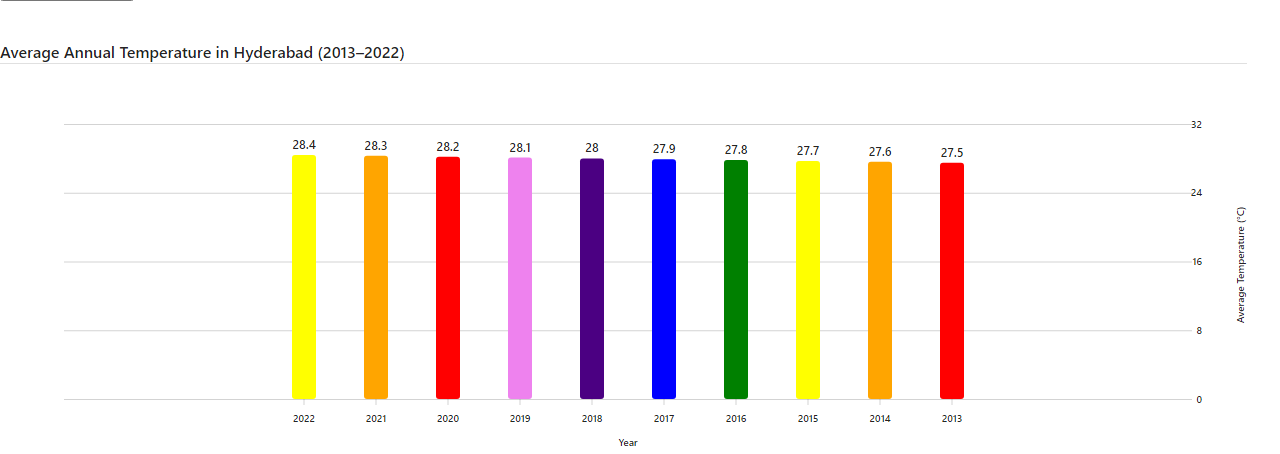 Average Annual Temperature in Hyderabad (2013–2022)
32
28.4 28.3 28.2 28.1 28 27.9 27.8 27.7 27.6 27.5
24
16
8
0
Average Temperature (°C)
2022 2021 2020 2019 2018 2017 2016 2015 2014 2013
Year